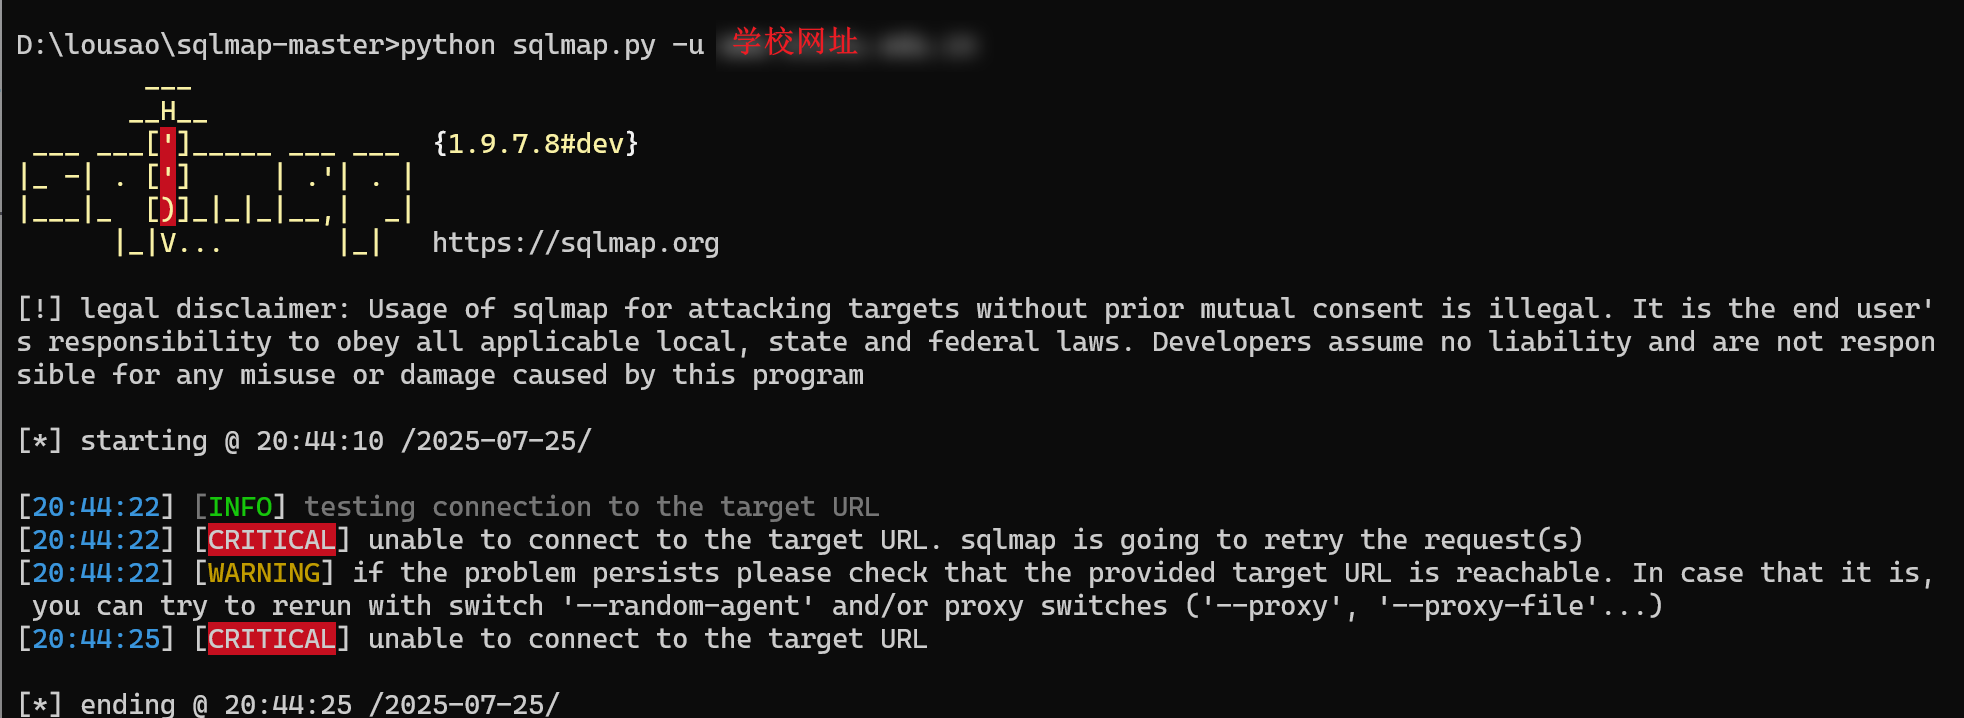 D:\lousao\sqlmap-master>python sqlmap.py -u 学校网址
        ___
       __H__
 ___ ___[']_____ ___ ___  {1.9.7.8#dev}
|_ -| . [']     | .'| . |
|___|_  [)]_|_|_|__,|  _|
      |_|V...       |_|   https://sqlmap.org
[!] legal disclaimer: Usage of sqlmap for attacking targets without prior mutual consent is illegal. It is the end user'
s responsibility to obey all applicable local, state and federal laws. Developers assume no liability and are not respon
sible for any misuse or damage caused by this program
[*] starting @ 20:44:10 /2025-07-25/
[20:44:22] [INFO] testing connection to the target URL
[20:44:22] [CRITICAL] unable to connect to the target URL. sqlmap is going to retry the request(s)
[20:44:22] [WARNING] if the problem persists please check that the provided target URL is reachable. In case that it is,
 you can try to rerun with switch '--random-agent' and/or proxy switches ('--proxy', '--proxy-file'...)
[20:44:25] [CRITICAL] unable to connect to the target URL
[*] ending @ 20:44:25 /2025-07-25/